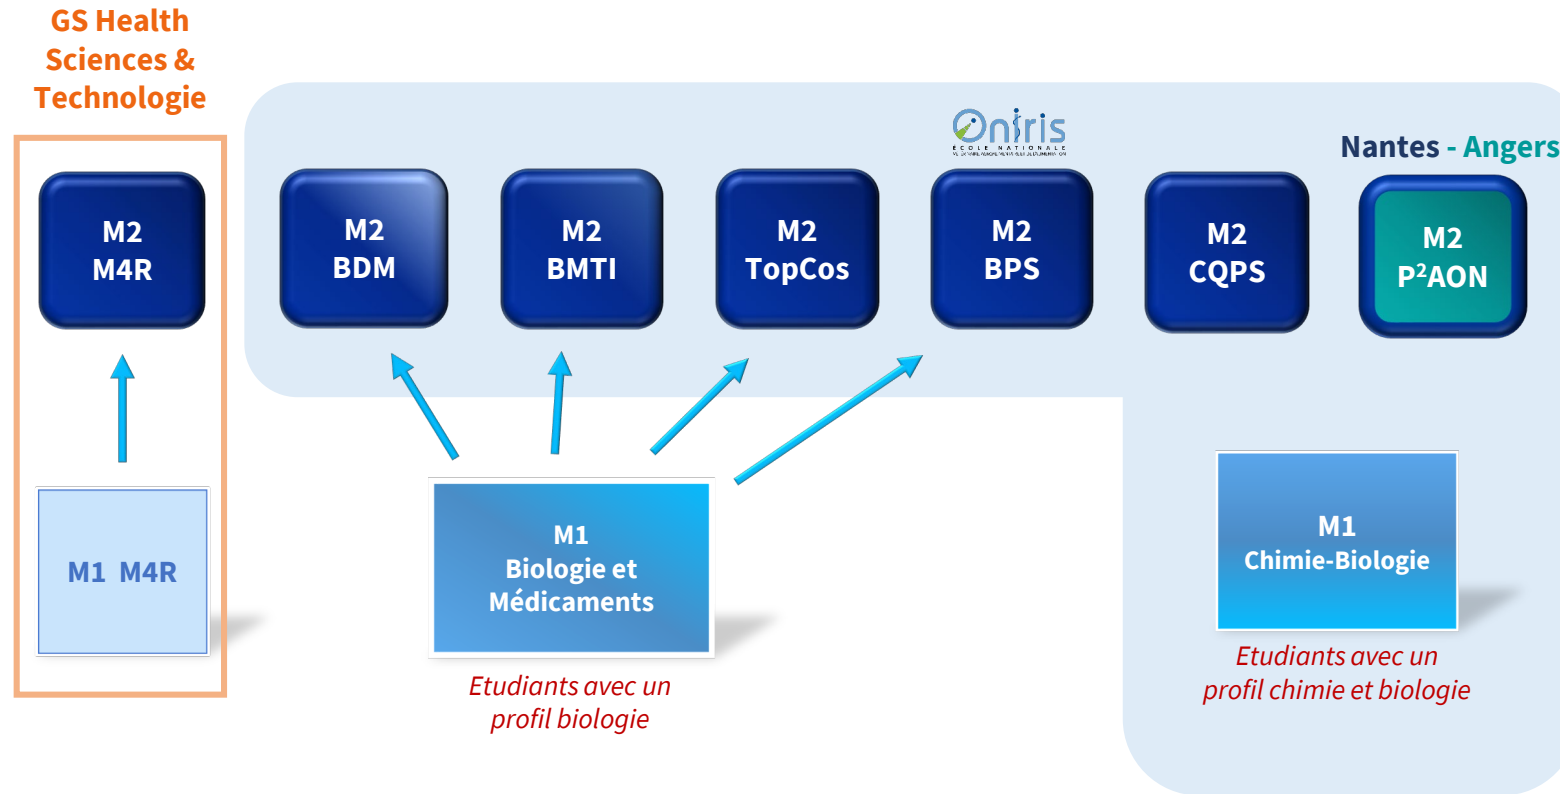 GS Health
Sciences &
Technologie
Oniris
ÉCOLE NATIONALE
Nantes - Angers
M2
M4R
M2
BDM
M2
BMTI
M2
TopCos
M2
BPS
M2
CQPS
M2
P²AON
M1 M4R
M1
Biologie et
Médicaments
Etudiants avec un
profil biologie
M1
Chimie-Biologie
Etudiants avec un
profil chimie et biologie